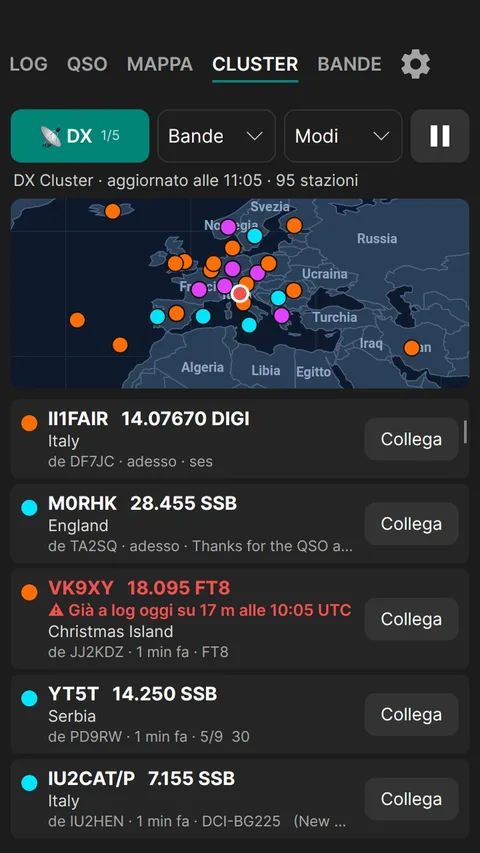 LOG QSO MAPPA CLUSTER BANDE
DX 1/5 Bande Modi
DX Cluster · aggiornato alle 11:05 · 95 stazioni
Svezia
Norvegia
Russia
Ucraina
Turchia
Iraq
Algeria Libia Egitto
II1FAIR 14.07670 DIGI
Italy
de DF7JC · adesso · ses
Collega
M0RHK 28.455 SSB
England
de TA2SQ · adesso · Thanks for the QSO a...
Collega
VK9XY 18.095 FT8
⚠ Già a log oggi su 17 m alle 10:05 UTC
Christmas Island
de JJ2KDZ · 1 min fa · FT8
Collega
YT5T 14.250 SSB
Serbia
de PD9RW · 1 min fa · 5/9 30
Collega
IU2CAT/P 7.155 SSB
Italy
de IU2HEN · 1 min fa · DCI-BG225 (New ...
Collega